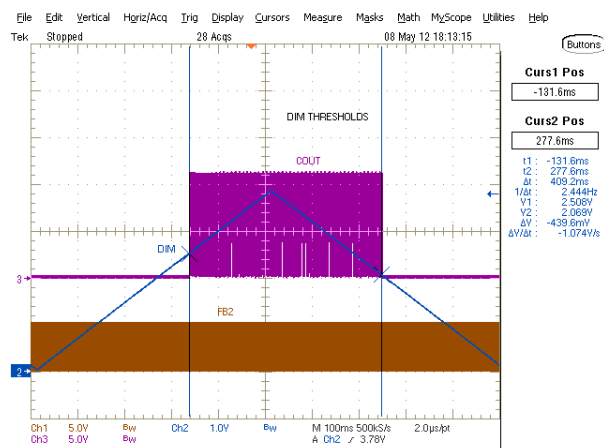 File Edit Vertical Horiz/Acq Trig Display Cursors Measure Masks Math MyScope Utilities Help
Tek Stopped 28 Acqs 08 May 12 18:13:15
Buttons
Curs1 Pos
-131.6ms
Curs2 Pos
277.6ms
t1 : -131.6ms
t2 : 277.6ms
Δt : 409.2ms
1/Δt : 2.444Hz
V1 : 2.508V
V2 : 2.069V
ΔV : -439.6mV
ΔV/Δt : -1.074V/s
DIM THRESHOLDS
COUT
DIM
3
FB2
2
Ch1 5.0V Bw Ch2 1.0V Bw M 100ms 500kS/s 2.0µs/pt
Ch3 5.0V Bw A Ch2 / 3.78V